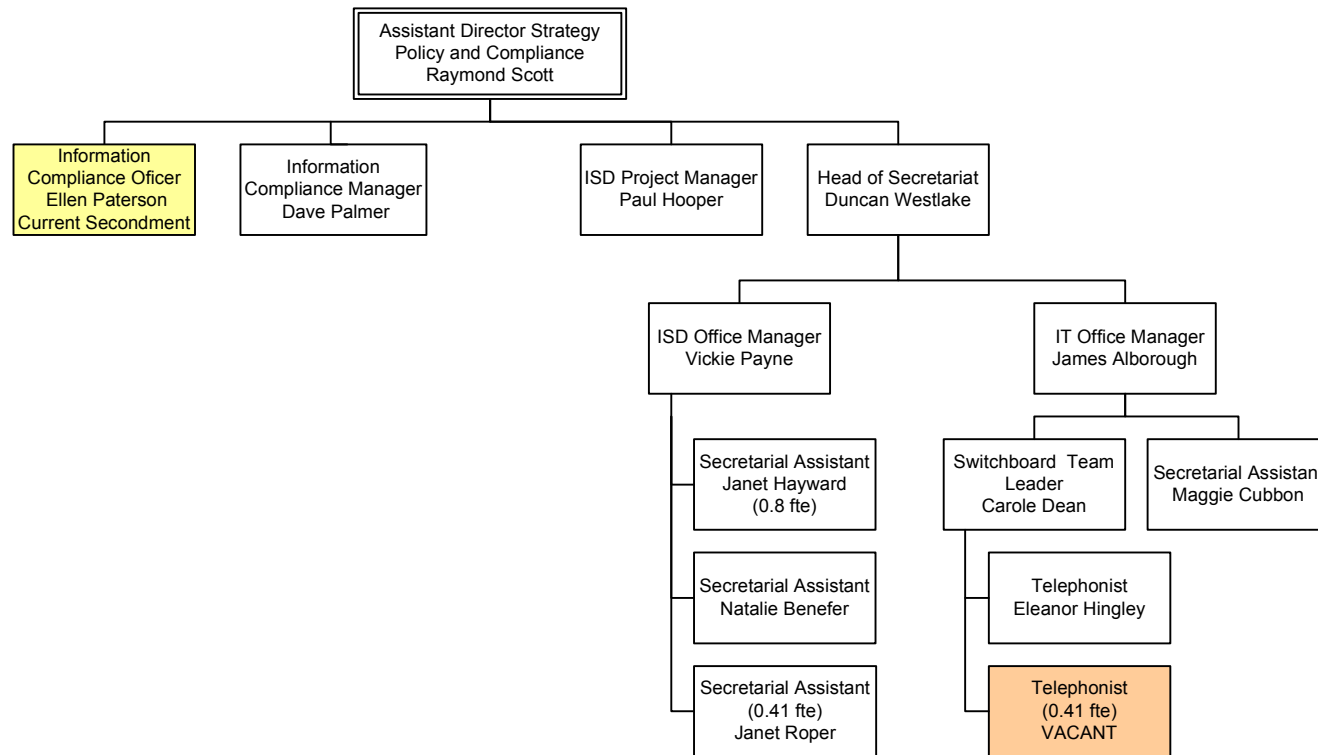 Assistant Director Strategy
Policy and Compliance
Raymond Scott
Information
Compliance Oficer
Ellen Paterson
Current Secondment
Information
Compliance Manager
Dave Palmer
ISD Project Manager
Paul Hooper
Head of Secretariat
Duncan Westlake
ISD Office Manager
Vickie Payne
IT Office Manager
James Alborough
Secretarial Assistant
Janet Hayward
(0.8 fte)
Switchboard Team
Leader
Carole Dean
Secretarial Assistant
Maggie Cubbon
Secretarial Assistant
Natalie Benefer
Telephonist
Eleanor Hingley
Secretarial Assistant
(0.41 fte)
Janet Roper
Telephonist
(0.41 fte)
VACANT